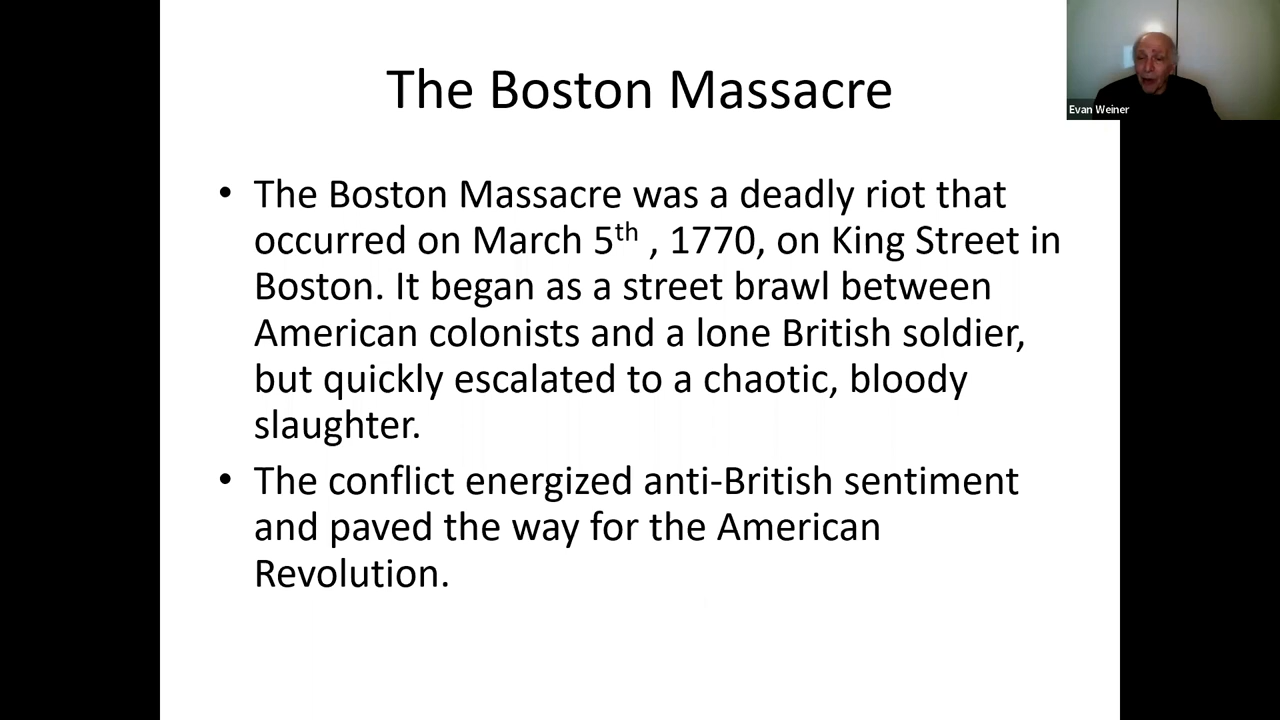 The Boston Massacre
Evan Weiner
• The Boston Massacre was a deadly riot that
occurred on March 5th , 1770, on King Street in
Boston. It began as a street brawl between
American colonists and a lone British soldier,
but quickly escalated to a chaotic, bloody
slaughter.
• The conflict energized anti-British sentiment
and paved the way for the American
Revolution.